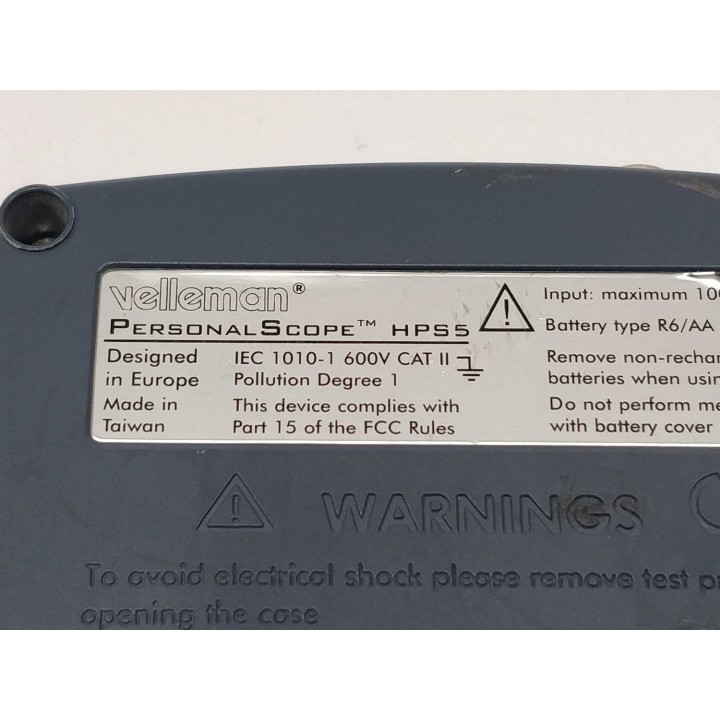 velleman®
PERSONALSCOPE™ HPS5
Designed in Europe
Made in Taiwan
IEC 1010-1 600V CAT II
Pollution Degree 1
This device complies with
Part 15 of the FCC Rules
Input: maximum 10
Battery type R6/AA
Remove non-rechar
batteries when usin
Do not perform me
with battery cover
WARNINGS
To avoid electrical shock please remove test p
opening the case